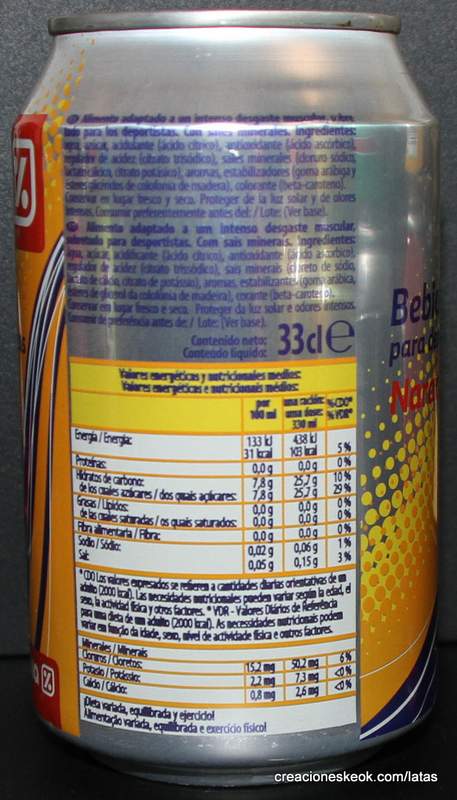 Alimento adaptado a un intenso desgaste muscular,
todo para los deportistas. Con sales minerales. Ingredientes:
agua, azúcar, acidulante (ácido cítrico), antioxidante (ácido ascórbico),
regulador de acidez (citrato trisódico), sales minerales (cloruro sódico,
citrato potásico), aromas, estabilizadores (goma arábiga y
ésteres glicéridos de colofonia de madera), colorante (beta-caroteno).
Conservar en lugar fresco y seco. Proteger de la luz solar y de olores
intensos. Consumir preferentemente antes del: / Lote: (Ver base).
Alimento adaptado a um intenso desgaste muscular,
sobretudo para desportistas. Com sais minerais. Ingredientes:
água, açúcar, acidificante (ácido cítrico), antioxidante (ácido ascórbico),
regulador de acidez (citrato trissódico), sais minerais (cloreto de sódio,
citrato de potássio), aromas, estabilizantes (goma arábica,
ésteres de glicerol da colofónia de madeira), corante (beta-caroteno).
Conservar em lugar fresco e seco. Proteger da luz solar e odores intensos.
Consumir de preferência antes de: / Lote: (Ver base).
Contenido neto:
Conteúdo líquido: 33cl e
Bebi
para d
Nara
Valores energéticos y nutricionales medios:
Valores energéticos e nutricionais médios:
por 100 ml una ración: uma dose: 330 ml %CDO* %VDR*
Energía / Energia: 133 kJ 438 kJ
31 kcal 103 kcal 5%
Proteínas: 0,0 g 0,0 g 0%
Hidratos de carbono: 7,8 g 25,7 g 10%
de los cuales azúcares / dos quais açúcares: 7,8 g 25,7 g 29%
Grasas / Lípidos: 0,0 g 0,0 g 0%
de las cuales saturadas / os quais saturados: 0,0 g 0,0 g 0%
Fibra alimentaria / Fibra: 0,0 g 0,0 g 0%
Sodio / Sódio: 0,02 g 0,06 g 1%
Sal: 0,05 g 0,15 g 3%
*CDO Los valores expresados se refieren a cantidades diarias orientativas de un
adulto (2000 kcal). Las necesidades nutricionales pueden variar según la edad, el
sexo, la actividad física y otros factores. * VDR - Valores Diários de Referência
para uma dieta de um adulto (2000 kcal). As necessidades nutricionais podem
variar em função da idade, sexo, nível de actividade física e outros factores.
Minerales / Minerais
Cloruros / Cloretos: 15,2 mg 50,2 mg 6%
Potasio / Potássio: 2,2 mg 7,3 mg <0%
Calcio / Cálcio: 0,8 mg 2,6 mg <0%
¡Dieta variada, equilibrada y ejercicio!
Alimentação variada, equilibrada e exercício físico!
creacioneskeok.com/latas